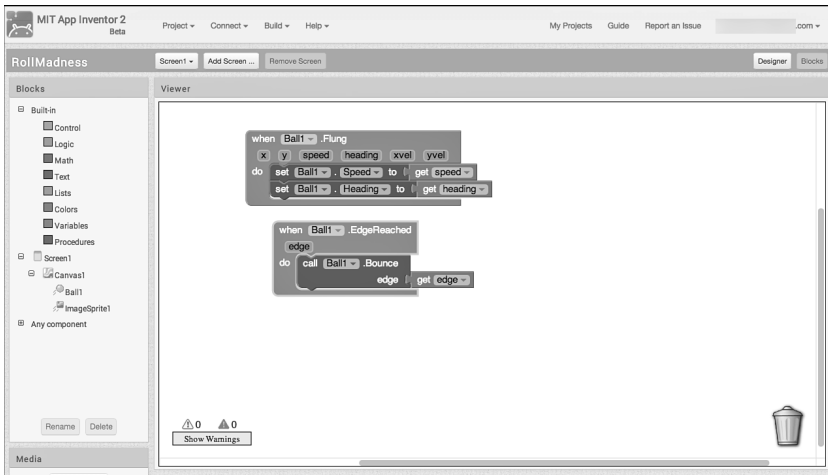 MIT App Inventor 2
Beta
Project Connect Build Help My Projects Guide Report an Issue .com
RollMadness Screen1 Add Screen ... Remove Screen Designer Blocks
Blocks
Viewer
Built-in
Control
Logic
Math
Text
Lists
Colors
Variables
Procedures
Screen1
Canvas1
Ball1
ImageSprite1
Any component
Rename Delete
Media
when Ball1 .Flung
x y speed heading xvel yvel
do set Ball1 . Speed to get speed
set Ball1 . Heading to get heading
when Ball1 .EdgeReached
edge
do call Ball1 .Bounce
edge get edge
0 0
Show Warnings